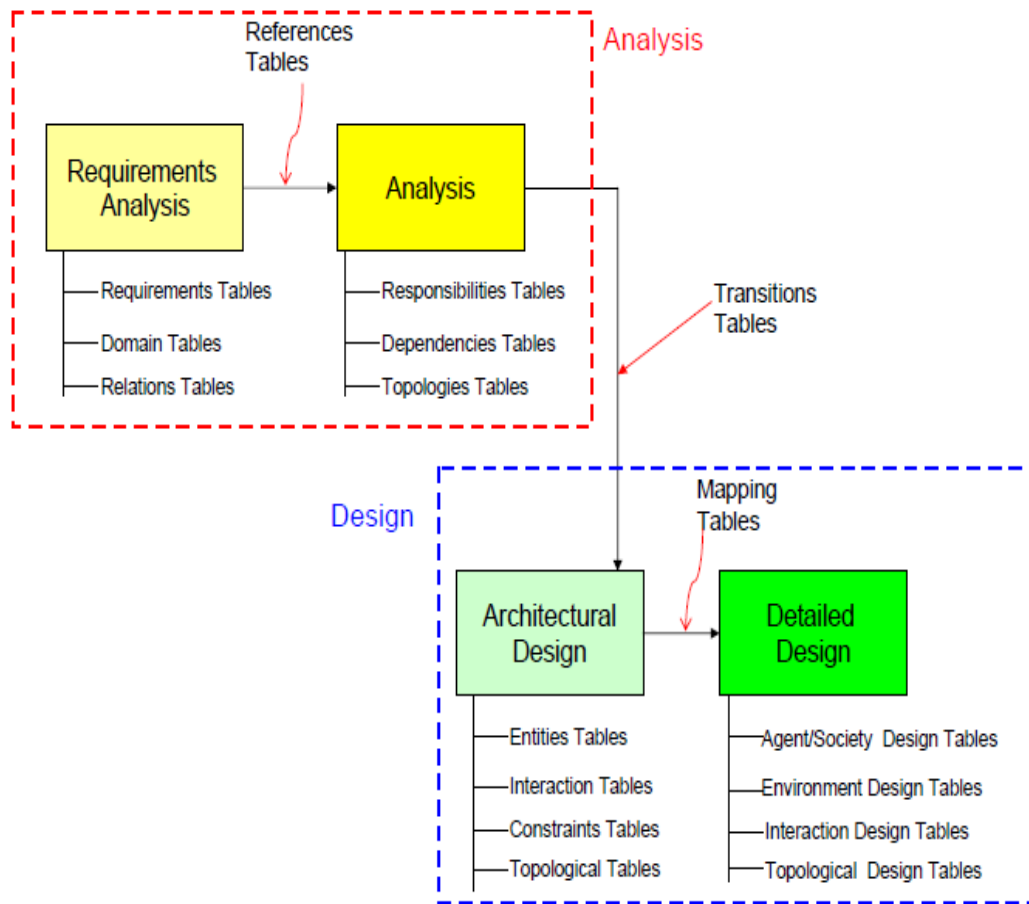 References
Tables
Analysis
Requirements
Analysis
Analysis
Requirements Tables
Domain Tables
Relations Tables
Responsibilities Tables
Dependencies Tables
Topologies Tables
Transitions
Tables
Design
Mapping
Tables
Architectural
Design
Detailed
Design
Entities Tables
Interaction Tables
Constraints Tables
Topological Tables
Agent/Society Design Tables
Environment Design Tables
Interaction Design Tables
Topological Design Tables